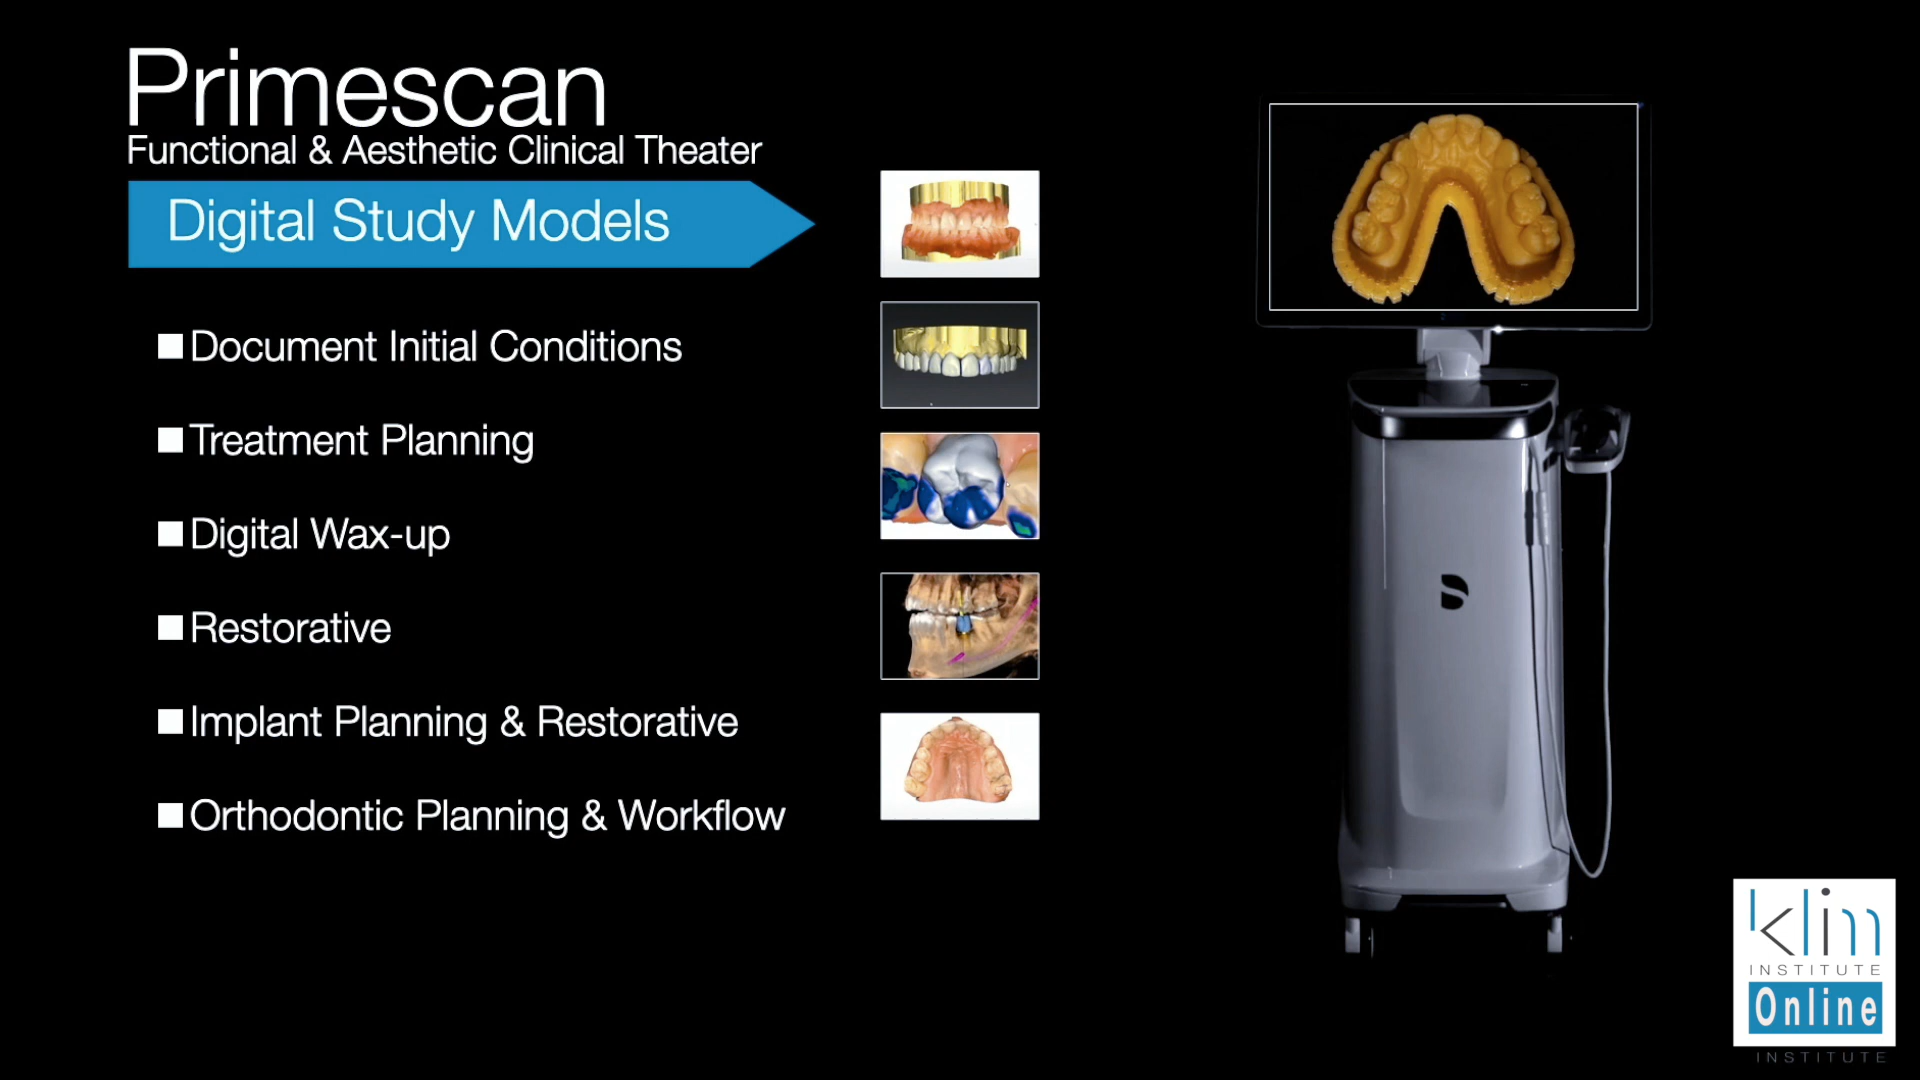 Primescan
Functional & Aesthetic Clinical Theater
Digital Study Models
Document Initial Conditions
Treatment Planning
Digital Wax-up
Restorative
Implant Planning & Restorative
Orthodontic Planning & Workflow
klim
INSTITUTE
Online
INSTITUTE